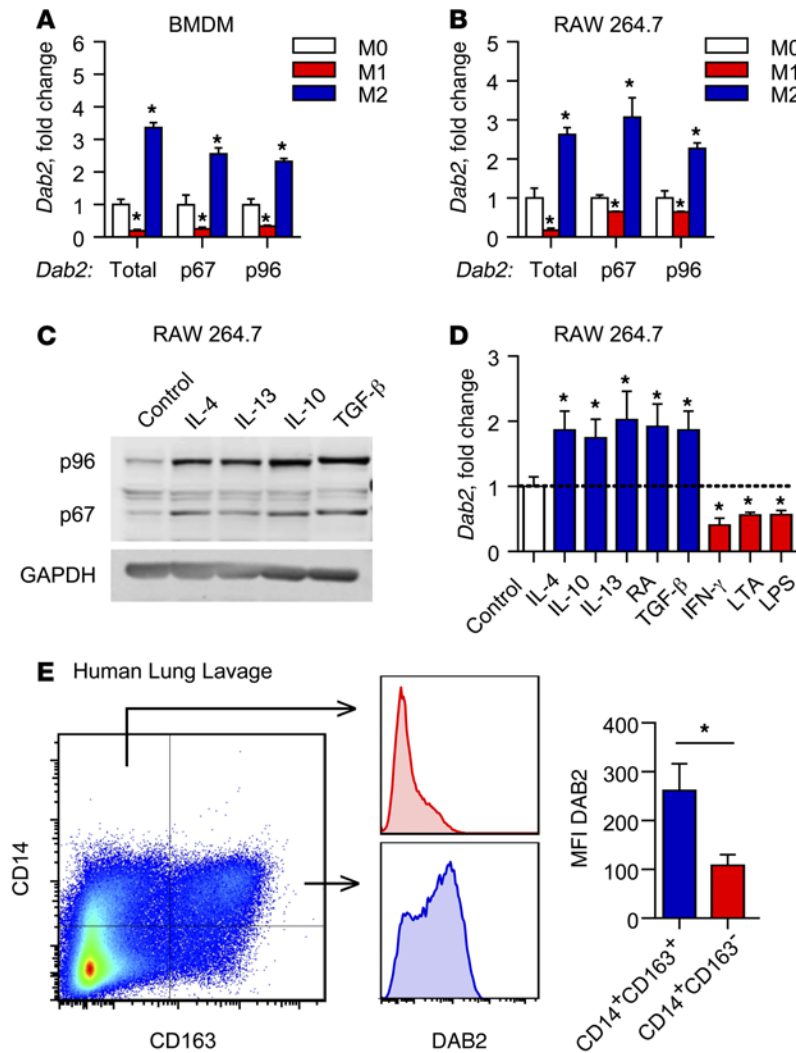 A
BMDM
M0
M1
M2
Dab2, fold change
6
5
4
3
2
1
0
* * * * * *
Dab2: Total p67 p96
B
RAW 264.7
M0
M1
M2
Dab2, fold change
5
4
3
2
1
0
* * * * * *
Dab2: Total p67 p96
C
RAW 264.7
Control IL-4 IL-13 IL-10 TGF-β
p96
p67
GAPDH
D
RAW 264.7
Dab2, fold change
3
2
1
0
* * * * * * * *
Control IL-4 IL-10 IL-13 RA TGF-β IFN-γ LTA LPS
E
Human Lung Lavage
CD14
CD163
DAB2
MFI DAB2
400
300
200
100
0
*
CD14+CD163+
CD14+CD163-